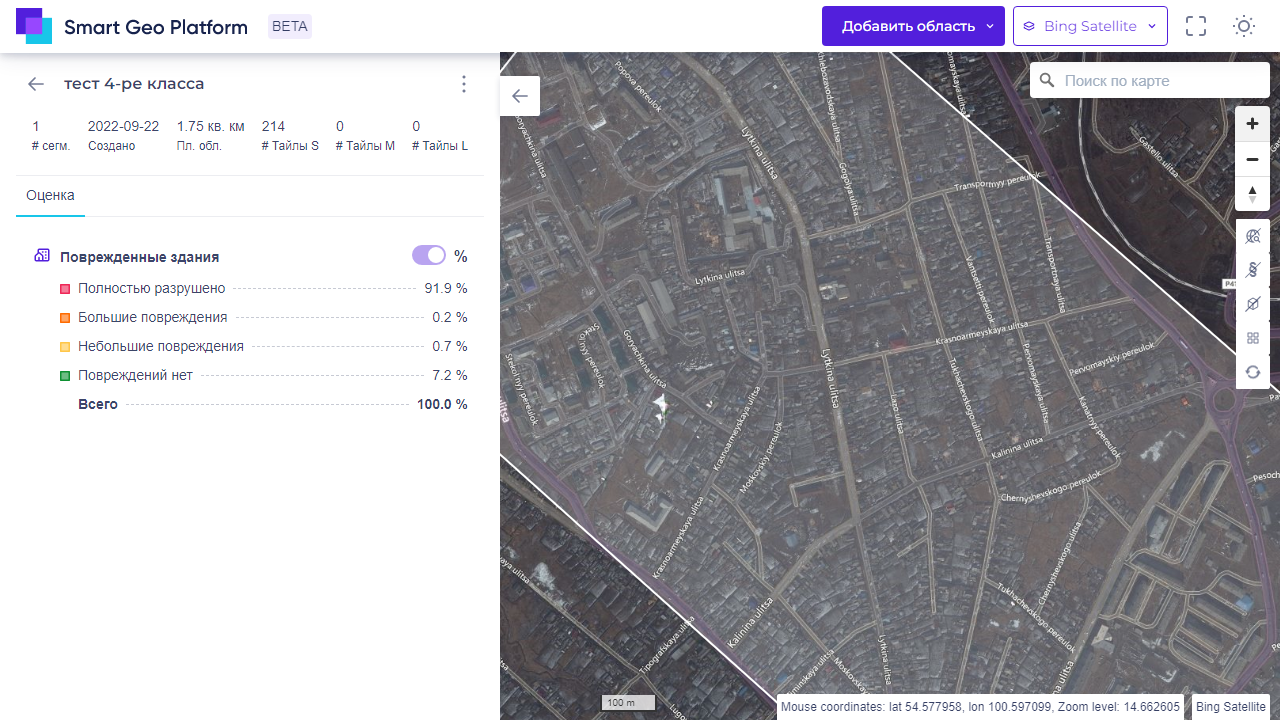 Smart Geo Platform
BETA
Добавить область
Bing Satellite
тест 4-ре класса
1
2022-09-22
1.75 кв. км
214
0
0
# сегм.
Создано
Пл. обл.
# Тайлы S
# Тайлы M
# Тайлы L
Оценка
Поврежденные здания
%
Полностью разрушено
91.9 %
Большие повреждения
0.2 %
Небольшие повреждения
0.7 %
Повреждений нет
7.2 %
Всего
100.0 %
Поиск по карте
Popova pereulok
Lytkina ulitsa
Gogolya ulitsa
Transpornyy pereulok
Gastello ulitsa
Transportnaya ulitsa
Vantsetti pereulok
Lytkina ulitsa
Krasnoarmeyskaya ulitsa
Goryachkina ulitsa
Lytkina ulitsa
Pervomayskiy pereulok
Pervomayskaya ulitsa
Tukhachevskogo ulitsa
Lazo ulitsa
Kanatnyy pereulok
Krasnoarmeyskaya ulitsa
Moskovskiy pereulok
Kalinina ulitsa
Chernyshevskogo pereulok
Krasnoarmeyskaya ulitsa
Chernyshevskogo ulitsa
Tukhachevskogo pereulok
Kalinina ulitsa
Tipografskaya ulitsa
Lytkina ulitsa
100 m
Mouse coordinates: lat 54.577958, lon 100.597099, Zoom level: 14.662605
Bing Satellite